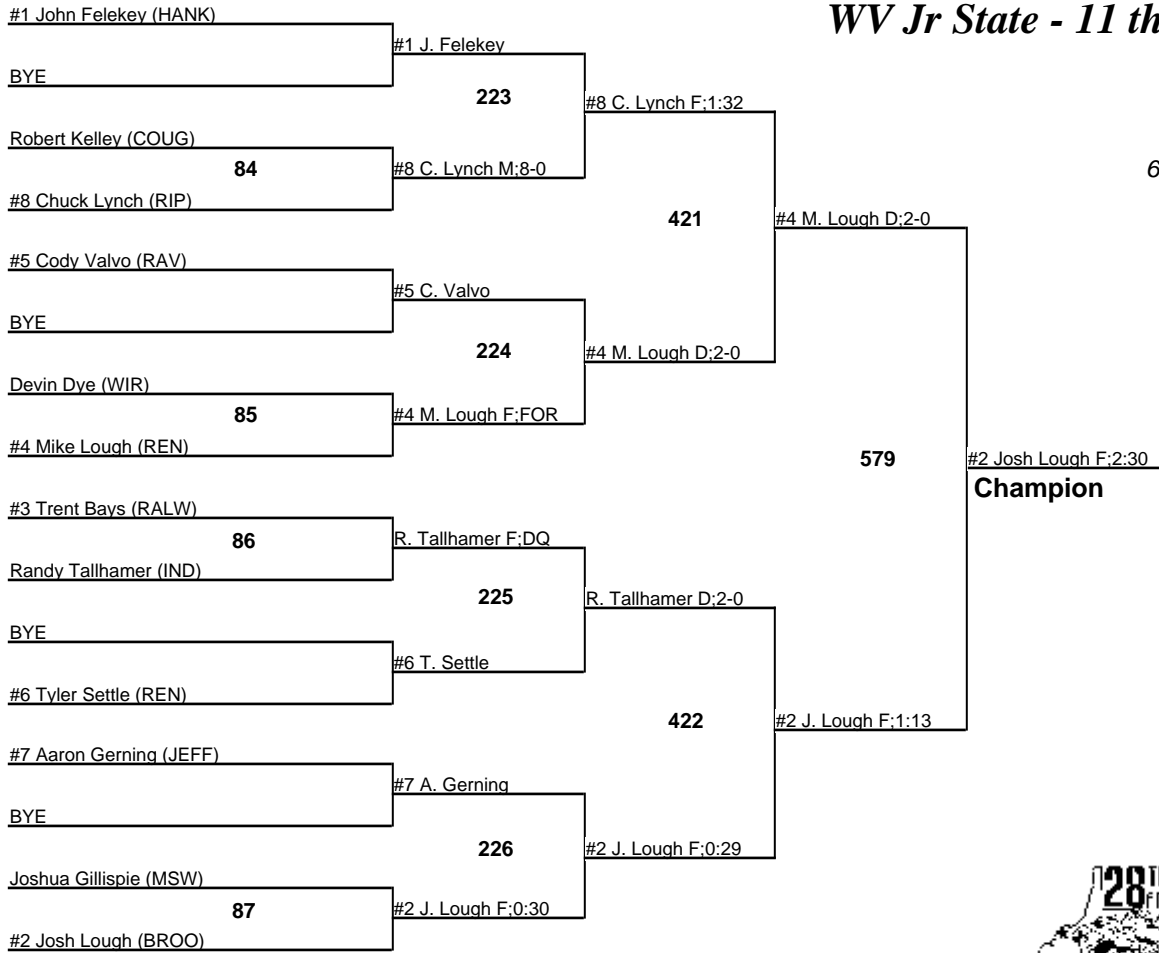 WV Jr State - 11 th
6
#1 John Felekey (HANK)
BYE
Robert Kelley (COUG)
84
#8 Chuck Lynch (RIP)
#5 Cody Valvo (RAV)
BYE
Devin Dye (WIR)
85
#4 Mike Lough (REN)
#3 Trent Bays (RALW)
86
Randy Tallhamer (IND)
BYE
#6 Tyler Settle (REN)
#7 Aaron Gerning (JEFF)
BYE
Joshua Gillispie (MSW)
87
#2 Josh Lough (BROO)
#1 J. Felekey
223
#8 C. Lynch M;8-0
#5 C. Valvo
224
#4 M. Lough F;FOR
R. Tallhamer F;DQ
225
#6 T. Settle
#7 A. Gerning
226
#2 J. Lough F;0:30
#8 C. Lynch F;1:32
421
#4 M. Lough D;2-0
R. Tallhamer D;2-0
422
#2 J. Lough F;0:29
#4 M. Lough D;2-0
579
#2 J. Lough F;1:13
#2 Josh Lough F;2:30
Champion
28